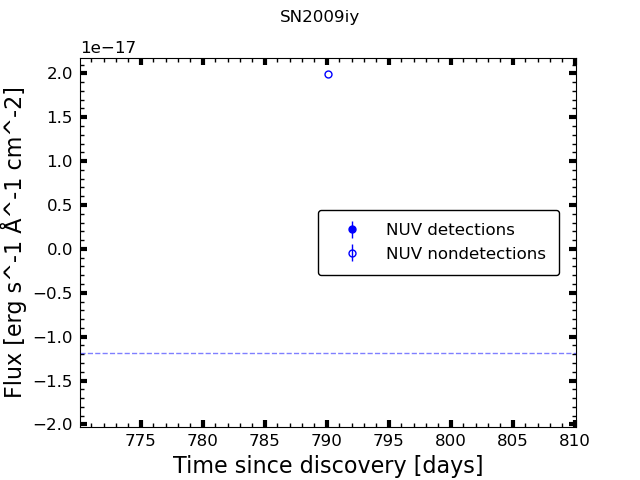 SN2009iy
1e−17
2.0
1.5
1.0
0.5
0.0
−0.5
−1.0
−1.5
−2.0
Flux [erg s^-1 Å^-1 cm^-2]
NUV detections
NUV nondetections
775 780 785 790 795 800 805 810
Time since discovery [days]